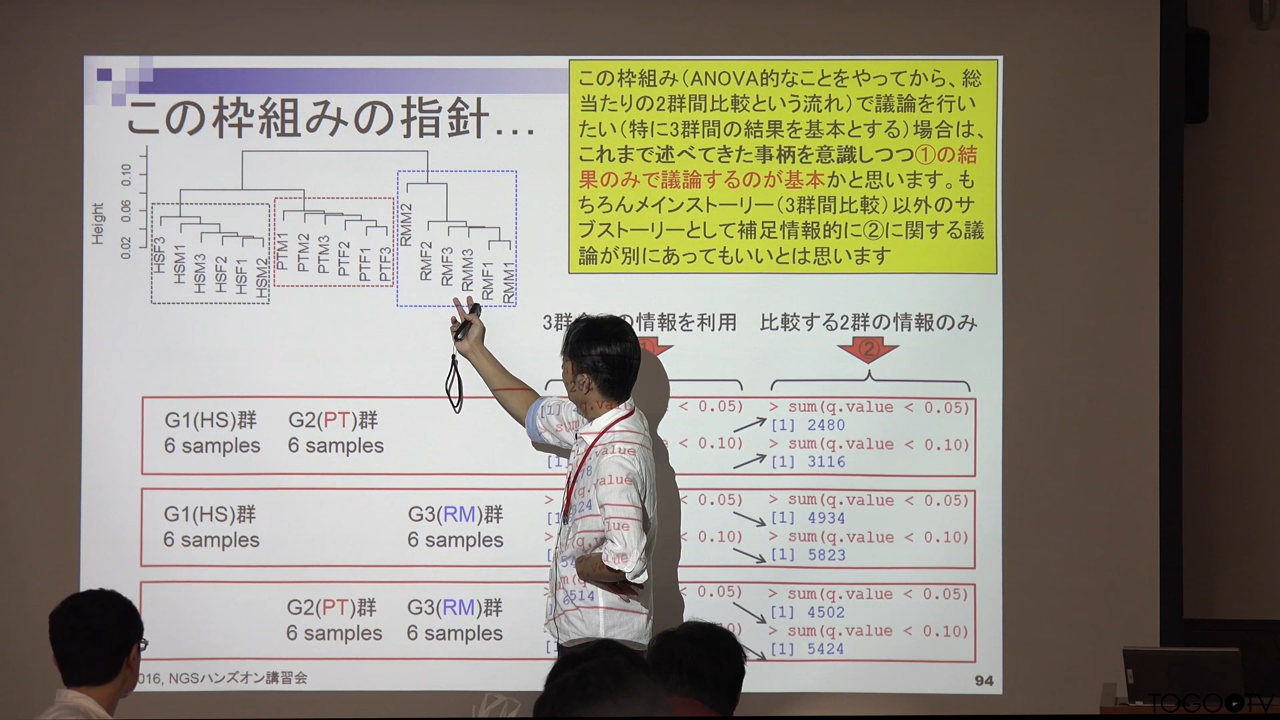 この枠組みの指針…
この枠組み（ANOVA的なことをやってから、総
当たりの2群間比較という流れ）で議論を行い
たい（特に3群間の結果を基本とする）場合は、
これまで述べてきた事柄を意識しつつ①の結
果のみで議論するのが基本かと思います。も
ちろんメインストーリー（3群間比較）以外のサ
ブストーリーとして補足情報的に②に関する議
論が別にあってもいいとは思います
Height
0.02 0.06 0.10
HSF3
HSM1
HSM3
HSF2
HSF1
HSM2
PTM1
PTM2
PTM3
PTF2
PTF1
PTF3
RMM2
RMF2
RMF3
RMM3
RMF1
RMM1
3群 の情報を利用
比較する2群の情報のみ
②
G1(HS)群 G2(PT)群
6 samples 6 samples
< 0.05) > sum(q.value < 0.05)
[1] 2480
< 0.10) > sum(q.value < 0.10)
[1] 3116
G1(HS)群 G3(RM)群
6 samples 6 samples
< 0.05) > sum(q.value < 0.05)
[1] 4934
< 0.10) > sum(q.value < 0.10)
[1] 5823
G2(PT)群 G3(RM)群
6 samples 6 samples
< 0.05) > sum(q.value < 0.05)
[1] 4502
> sum(q.value < 0.10)
[1] 5424
016, NGSハンズオン講習会
94
TOGO TV